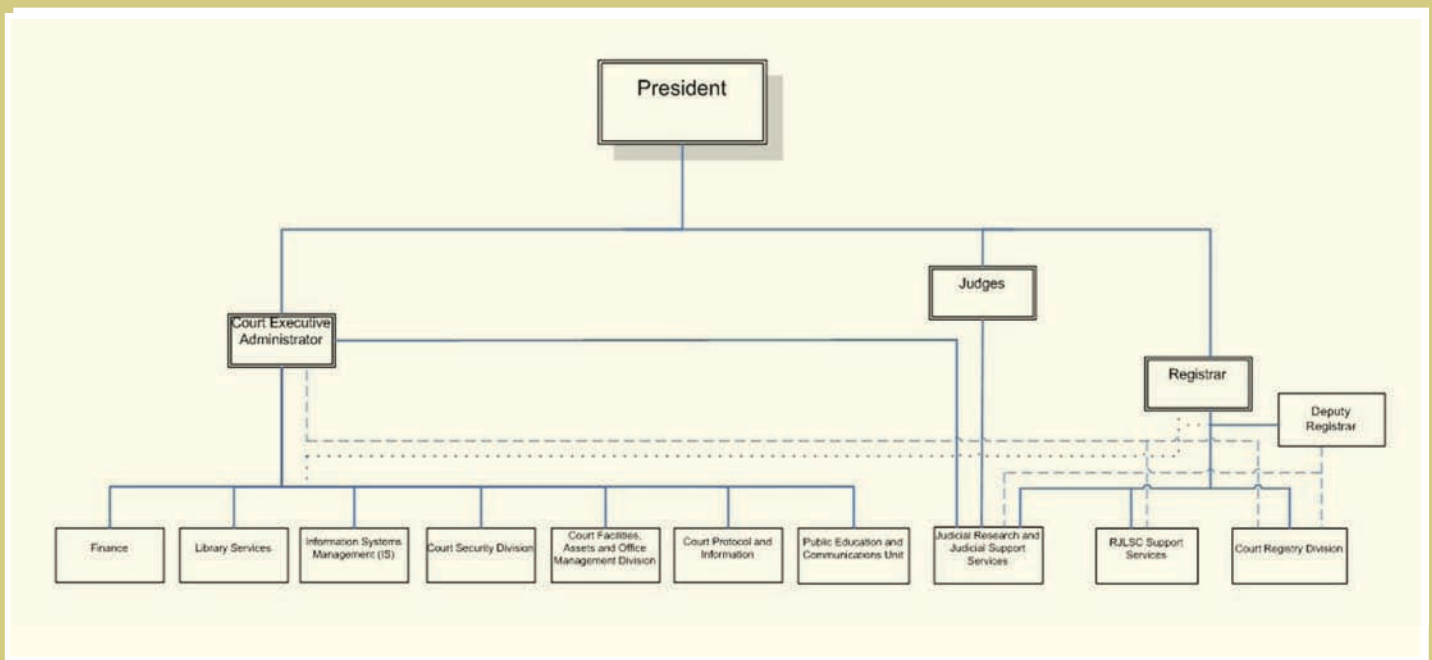 President
Judges
Court Executive
Administrator
Registrar
Deputy
Registrar
Finance
Library Services
Information Systems
Management (IS)
Court Security Division
Court Facilities,
Assets and Office
Management Division
Court Protocol and
Information
Public Education and
Communications Unit
Judicial Research and
Judicial Support
Services
RJLSC Support
Services
Court Registry Division